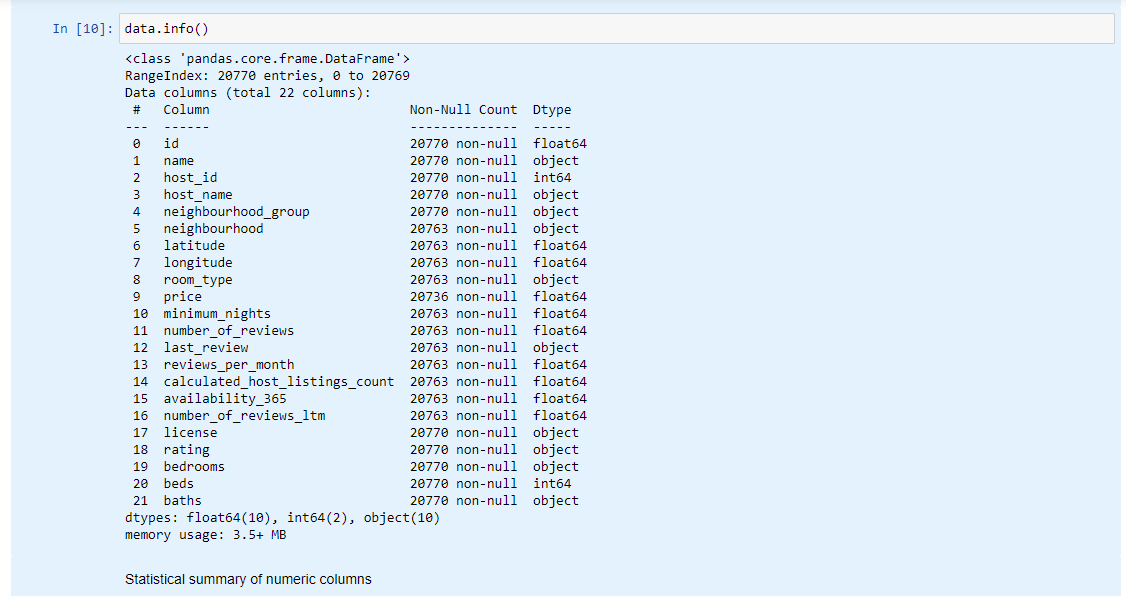 In [10]: data.info()
<class 'pandas.core.frame.DataFrame'>
RangeIndex: 20770 entries, 0 to 20769
Data columns (total 22 columns):
 #   Column                          Non-Null Count  Dtype
---  ------                          --------------  -----
 0   id                              20770 non-null  float64
 1   name                            20770 non-null  object
 2   host_id                         20770 non-null  int64
 3   host_name                       20770 non-null  object
 4   neighbourhood_group             20770 non-null  object
 5   neighbourhood                   20763 non-null  object
 6   latitude                        20763 non-null  float64
 7   longitude                       20763 non-null  float64
 8   room_type                       20763 non-null  object
 9   price                           20736 non-null  float64
 10  minimum_nights                  20763 non-null  float64
 11  number_of_reviews               20763 non-null  float64
 12  last_review                     20763 non-null  object
 13  reviews_per_month               20763 non-null  float64
 14  calculated_host_listings_count  20763 non-null  float64
 15  availability_365                20763 non-null  float64
 16  number_of_reviews_ltm           20763 non-null  float64
 17  license                         20770 non-null  object
 18  rating                          20770 non-null  object
 19  bedrooms                        20770 non-null  object
 20  beds                            20770 non-null  int64
 21  baths                           20770 non-null  object
dtypes: float64(10), int64(2), object(10)
memory usage: 3.5+ MB
Statistical summary of numeric columns